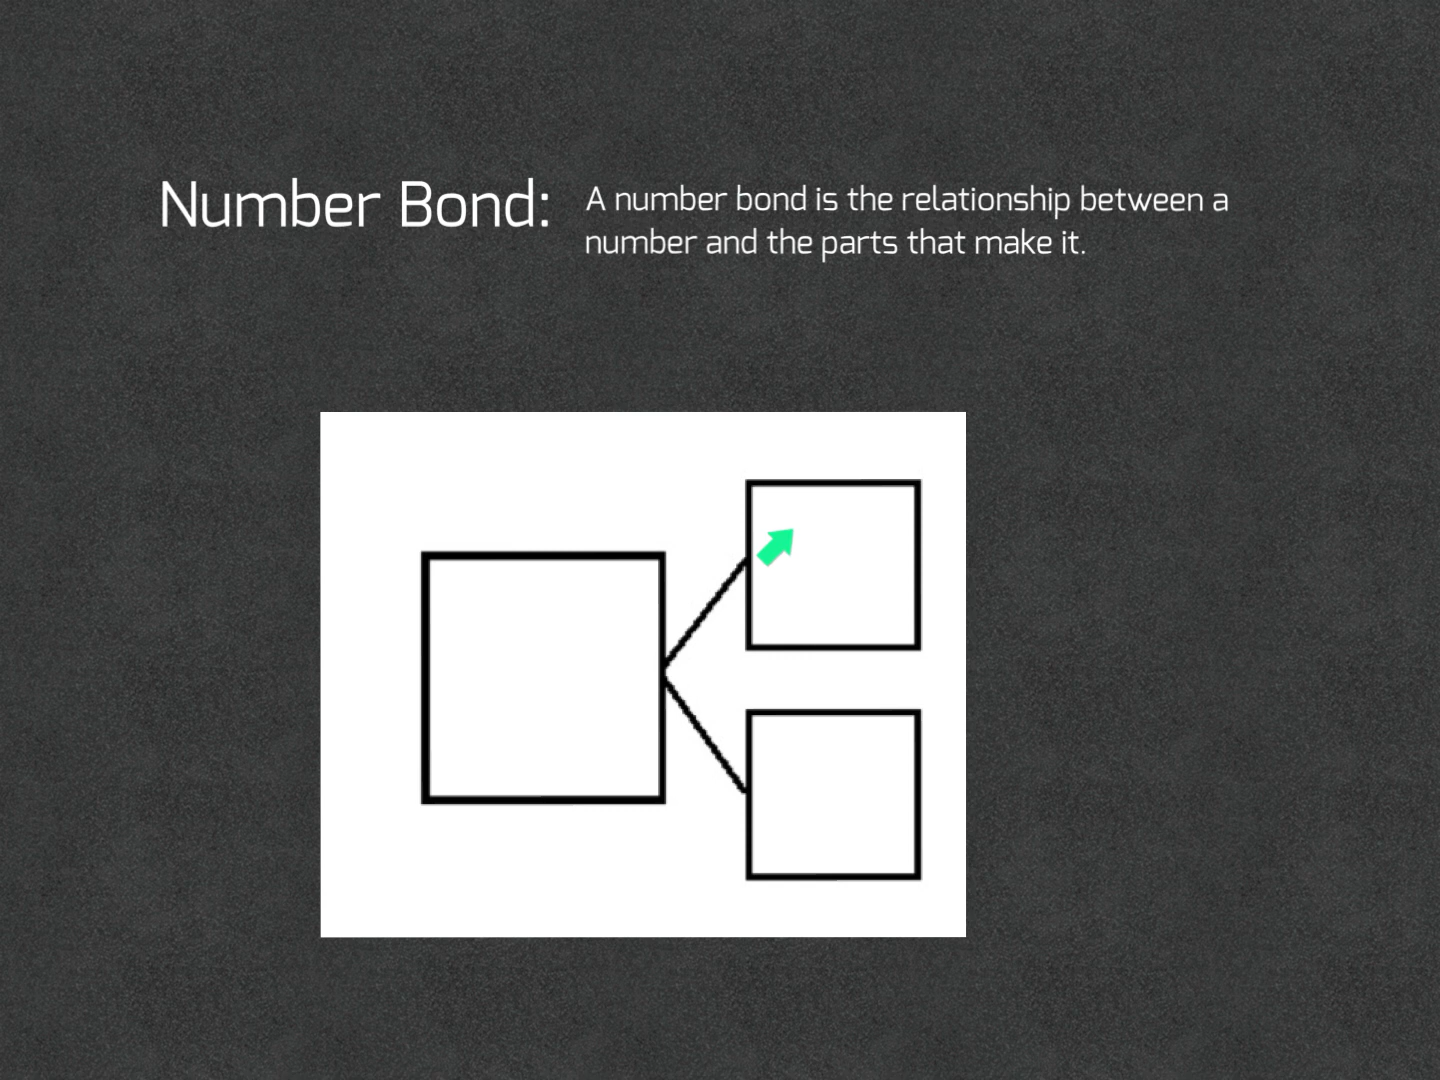 Number Bond:
A number bond is the relationship between a
number and the parts that make it.